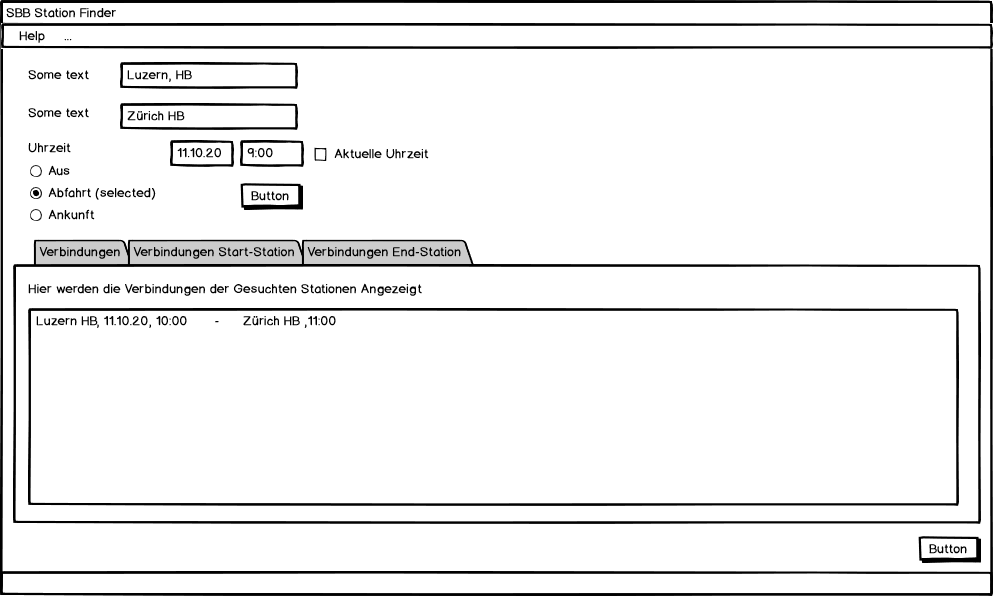 SBB Station Finder
Help ...
Some text Luzern, HB
Some text Zürich HB
Uhrzeit 11.10.20 9:00 Aktuelle Uhrzeit
Aus
Abfahrt (selected) Button
Ankunft
Verbindungen Verbindungen Start-Station Verbindungen End-Station
Hier werden die Verbindungen der Gesuchten Stationen Angezeigt
Luzern HB, 11.10.20, 10:00 - Zürich HB ,11:00
Button